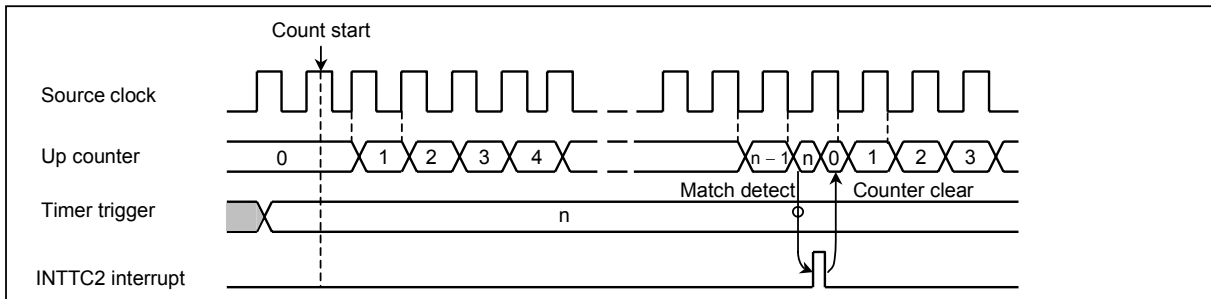 Count start
Source clock
Up counter 0 1 2 3 4 n – 1 n 0 1 2 3
Match detect Counter clear
Timer trigger n
INTTC2 interrupt